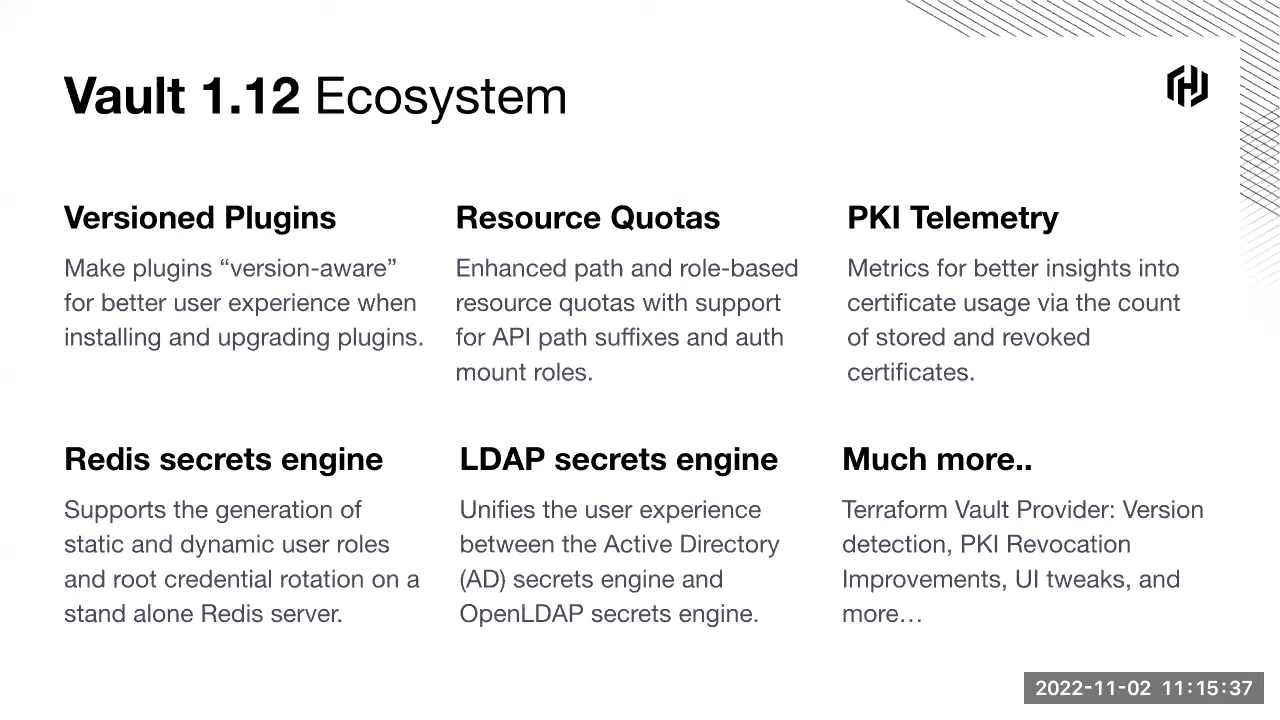 Vault 1.12 Ecosystem
Versioned Plugins
Make plugins “version-aware”
for better user experience when
installing and upgrading plugins.
Resource Quotas
Enhanced path and role-based
resource quotas with support
for API path suffixes and auth
mount roles.
PKI Telemetry
Metrics for better insights into
certificate usage via the count
of stored and revoked
certificates.
Redis secrets engine
Supports the generation of
static and dynamic user roles
and root credential rotation on a
stand alone Redis server.
LDAP secrets engine
Unifies the user experience
between the Active Directory
(AD) secrets engine and
OpenLDAP secrets engine.
Much more..
Terraform Vault Provider: Version
detection, PKI Revocation
Improvements, UI tweaks, and
more…
2022-11-02 11:15:37